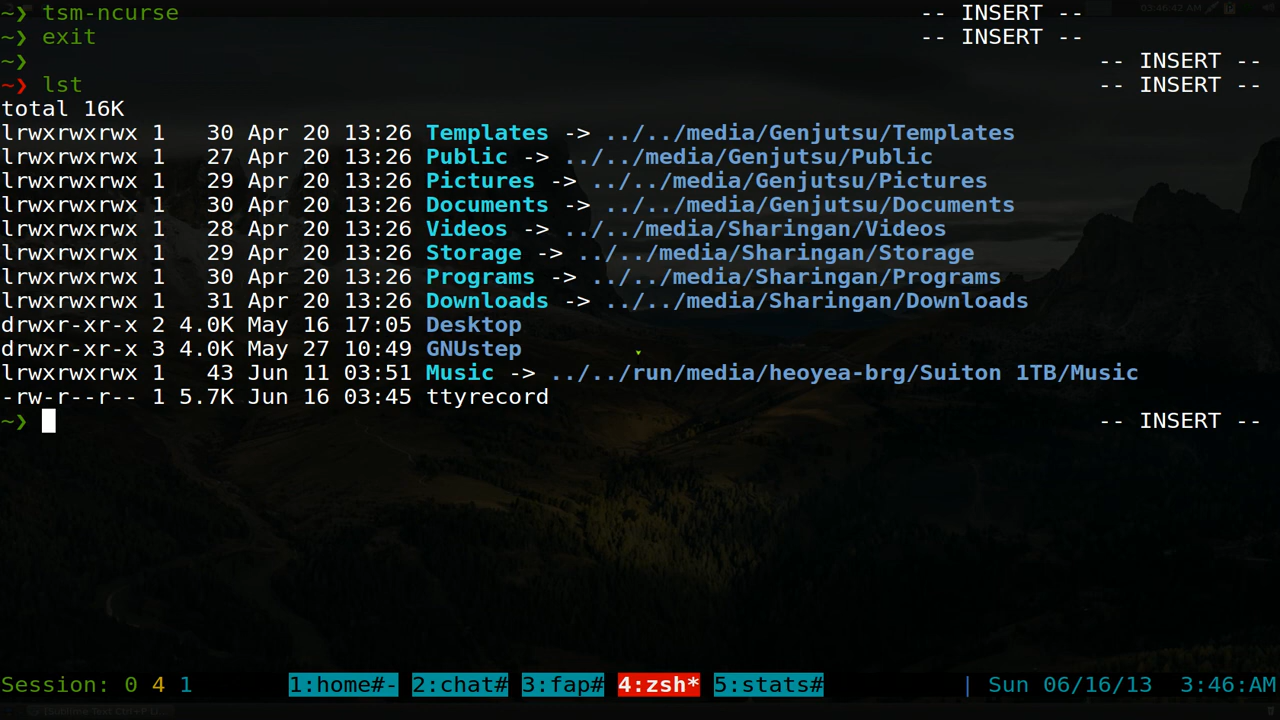 ~❯ tsm-ncurse -- INSERT --
03:46:42 AM
~❯ exit -- INSERT --
~❯ -- INSERT --
~❯ lst -- INSERT --
total 16K
lrwxrwxrwx 1 30 Apr 20 13:26 Templates -> ../../media/Genjutsu/Templates
lrwxrwxrwx 1 27 Apr 20 13:26 Public -> ../../media/Genjutsu/Public
lrwxrwxrwx 1 29 Apr 20 13:26 Pictures -> ../../media/Genjutsu/Pictures
lrwxrwxrwx 1 30 Apr 20 13:26 Documents -> ../../media/Genjutsu/Documents
lrwxrwxrwx 1 28 Apr 20 13:26 Videos -> ../../media/Sharingan/Videos
lrwxrwxrwx 1 29 Apr 20 13:26 Storage -> ../../media/Sharingan/Storage
lrwxrwxrwx 1 30 Apr 20 13:26 Programs -> ../../media/Sharingan/Programs
lrwxrwxrwx 1 31 Apr 20 13:26 Downloads -> ../../media/Sharingan/Downloads
drwxr-xr-x 2 4.0K May 16 17:05 Desktop
drwxr-xr-x 3 4.0K May 27 10:49 GNUstep
lrwxrwxrwx 1 43 Jun 11 03:51 Music -> ../../run/media/heoyea-brg/Suiton 1TB/Music
-rw-r--r-- 1 5.7K Jun 16 03:45 ttyrecord
~❯ -- INSERT --
Session: 0 4 1 1:home#- 2:chat# 3:fap# 4:zsh* 5:stats# | Sun 06/16/13 3:46:AM